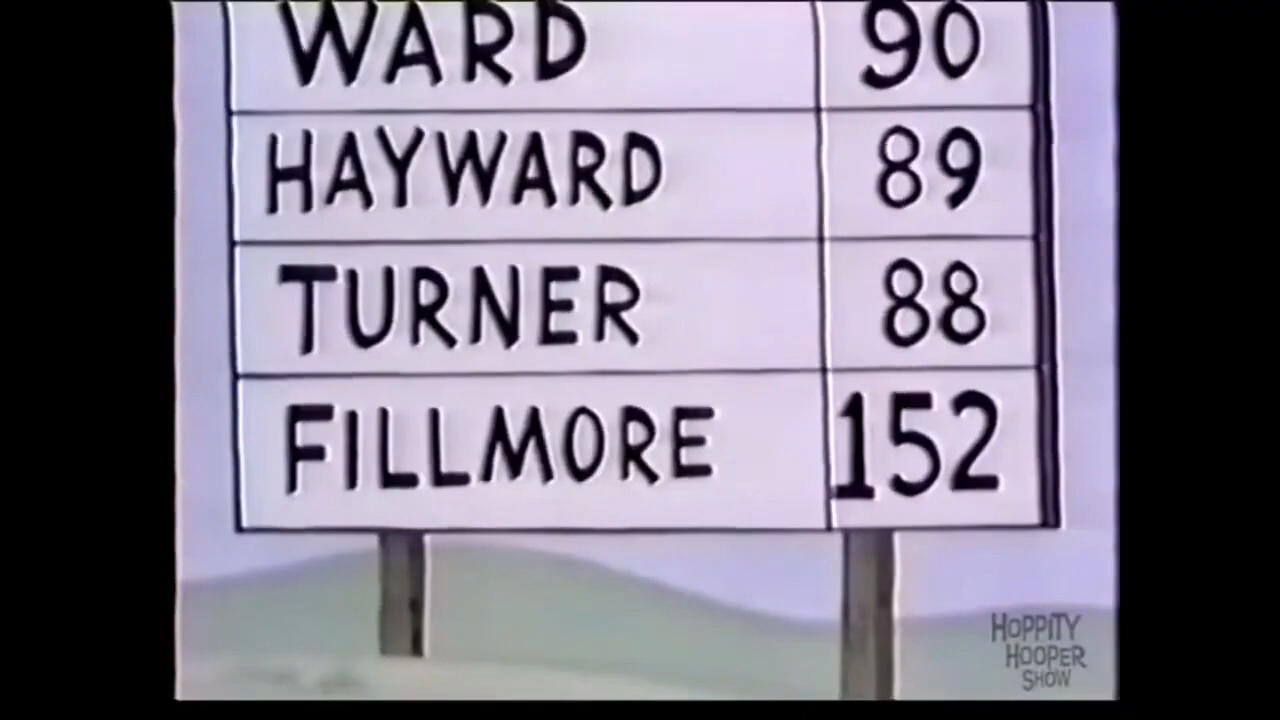 WARD 90
HAYWARD 89
TURNER 88
FILLMORE 152
HOPPITY
HOOPER
SHOW